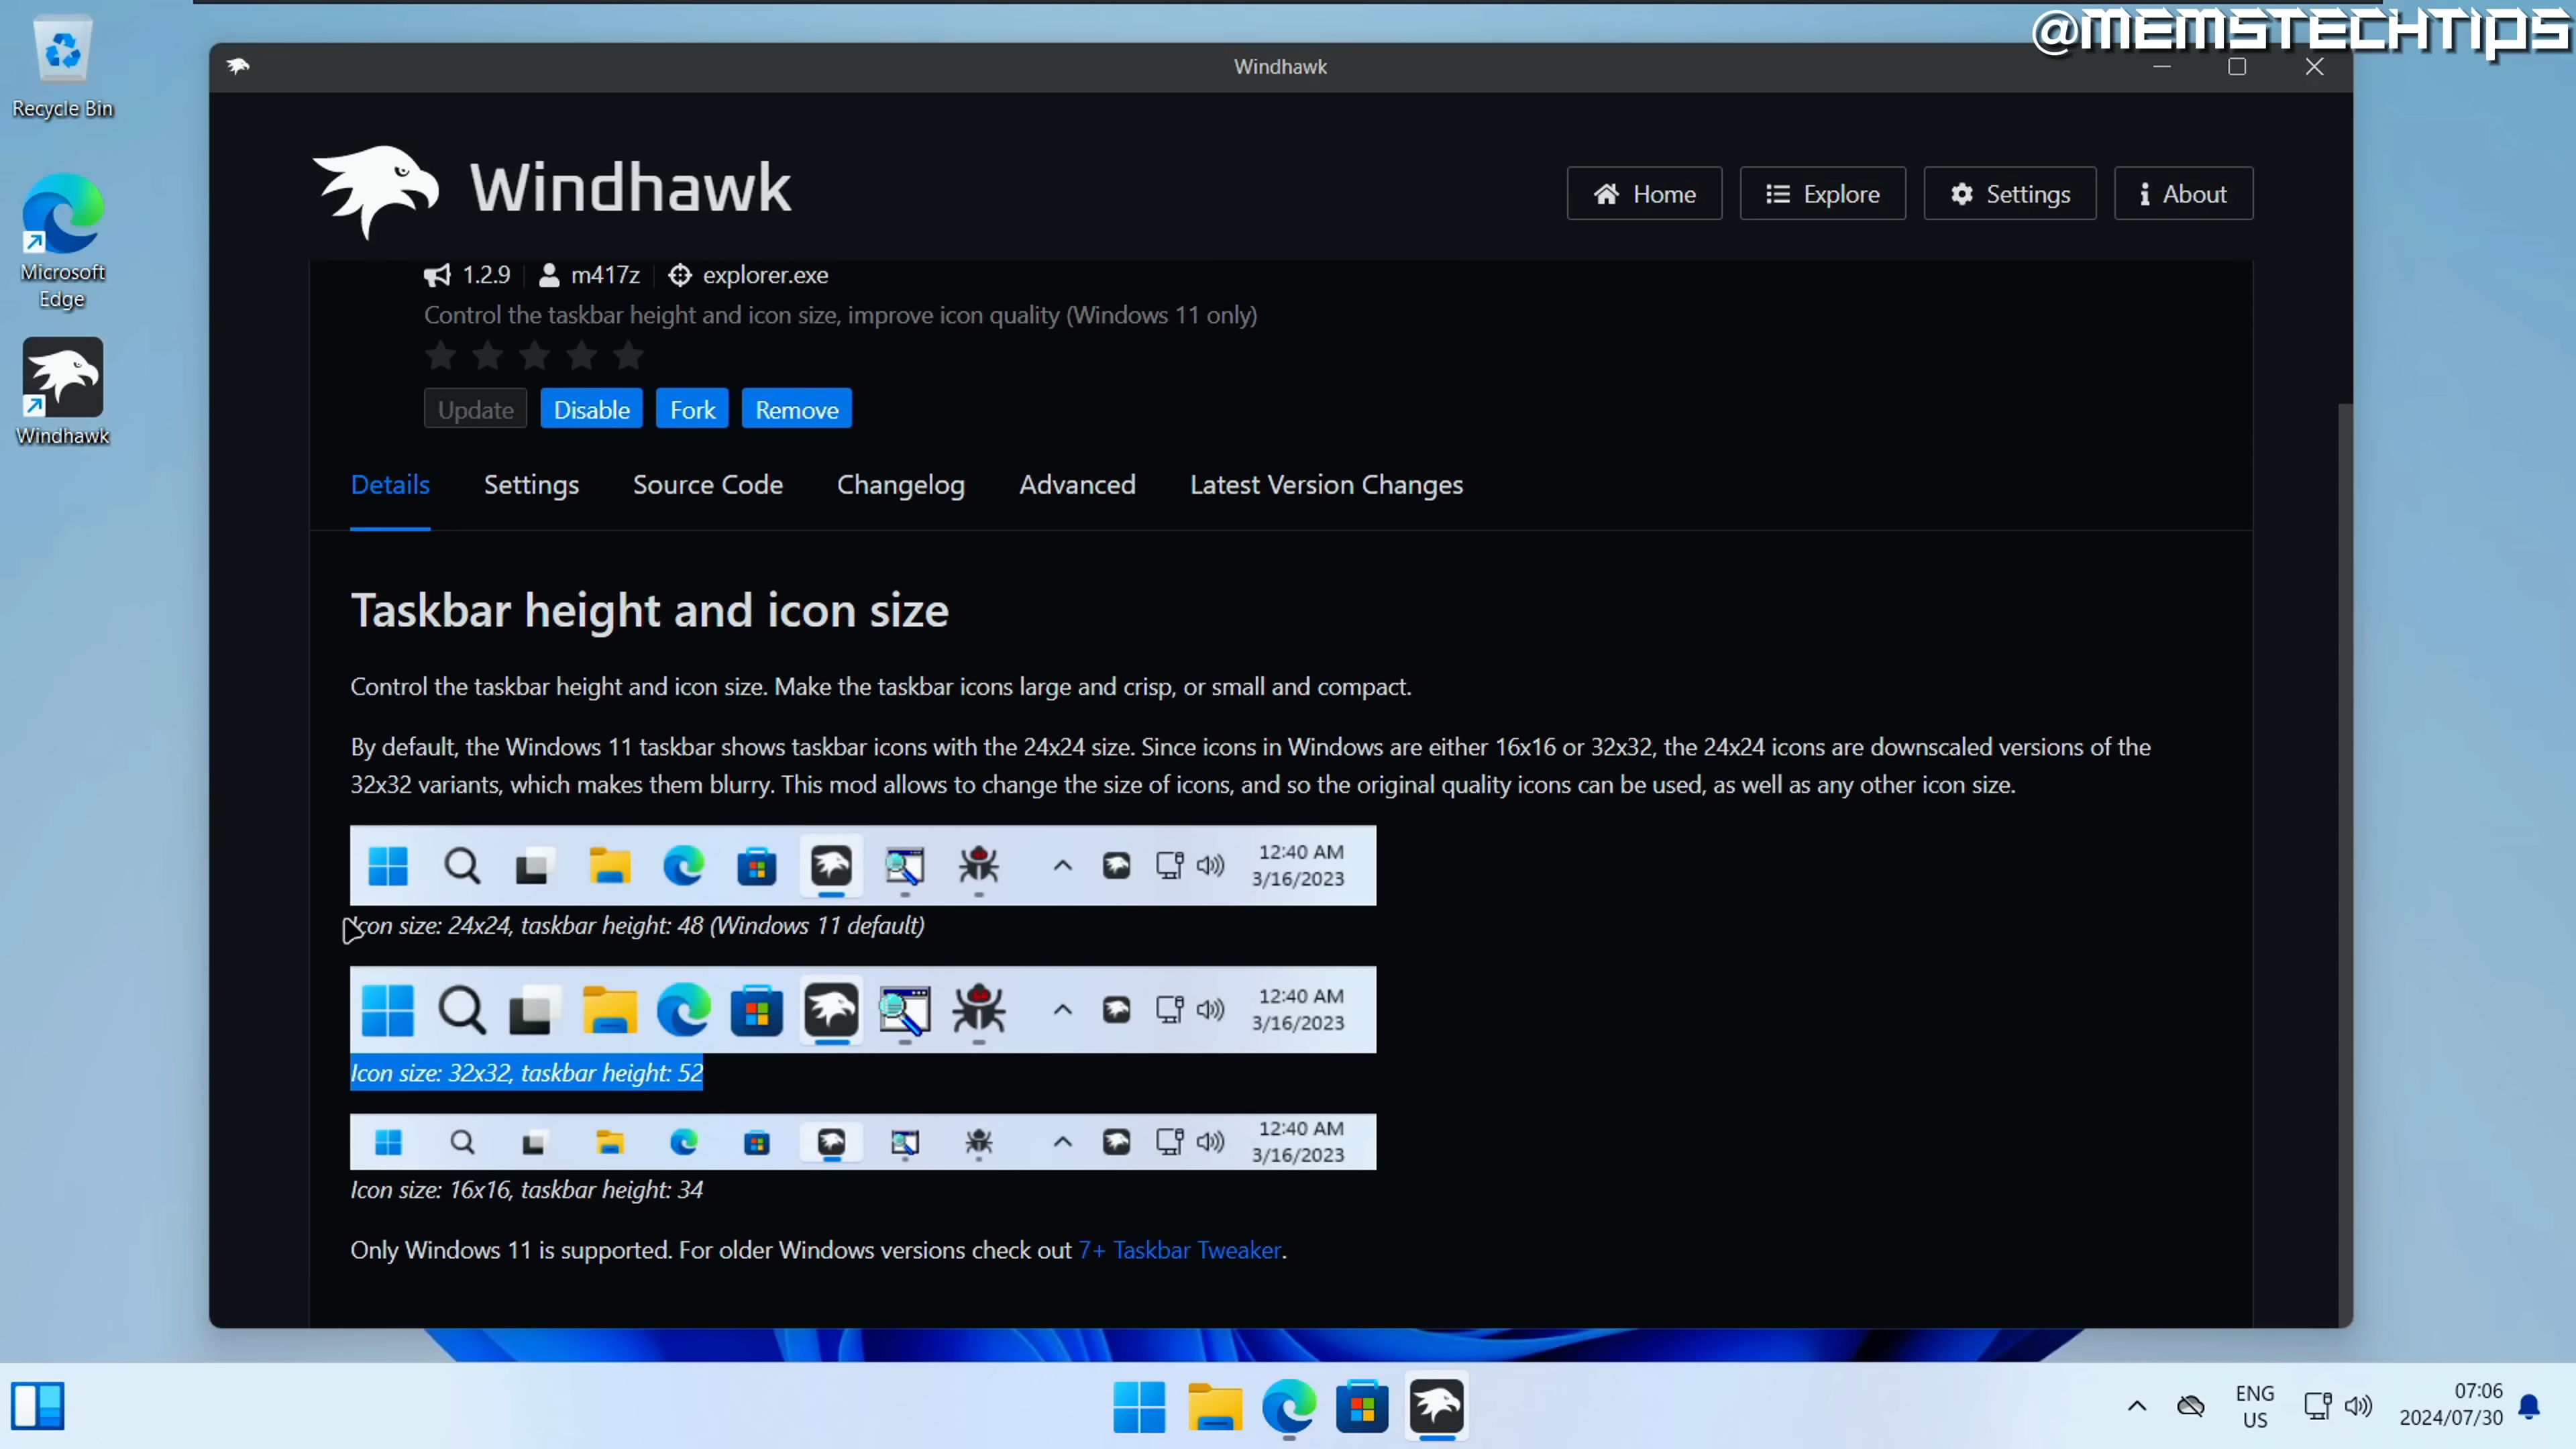 @MEMSTECHTIPS
Windhawk
Recycle Bin
Microsoft
Edge
Windhawk
Windhawk
Home
Explore
Settings
About
1.2.9
m417z
explorer.exe
Control the taskbar height and icon size, improve icon quality (Windows 11 only)
Update
Disable
Fork
Remove
Details
Settings
Source Code
Changelog
Advanced
Latest Version Changes
Taskbar height and icon size
Control the taskbar height and icon size. Make the taskbar icons large and crisp, or small and compact.
By default, the Windows 11 taskbar shows taskbar icons with the 24x24 size. Since icons in Windows are either 16x16 or 32x32, the 24x24 icons are downscaled versions of the
32x32 variants, which makes them blurry. This mod allows to change the size of icons, and so the original quality icons can be used, as well as any other icon size.
12:40 AM
3/16/2023
Icon size: 24x24, taskbar height: 48 (Windows 11 default)
12:40 AM
3/16/2023
Icon size: 32x32, taskbar height: 52
12:40 AM
3/16/2023
Icon size: 16x16, taskbar height: 34
Only Windows 11 is supported. For older Windows versions check out 7+ Taskbar Tweaker.
ENG
US
07:06
2024/07/30